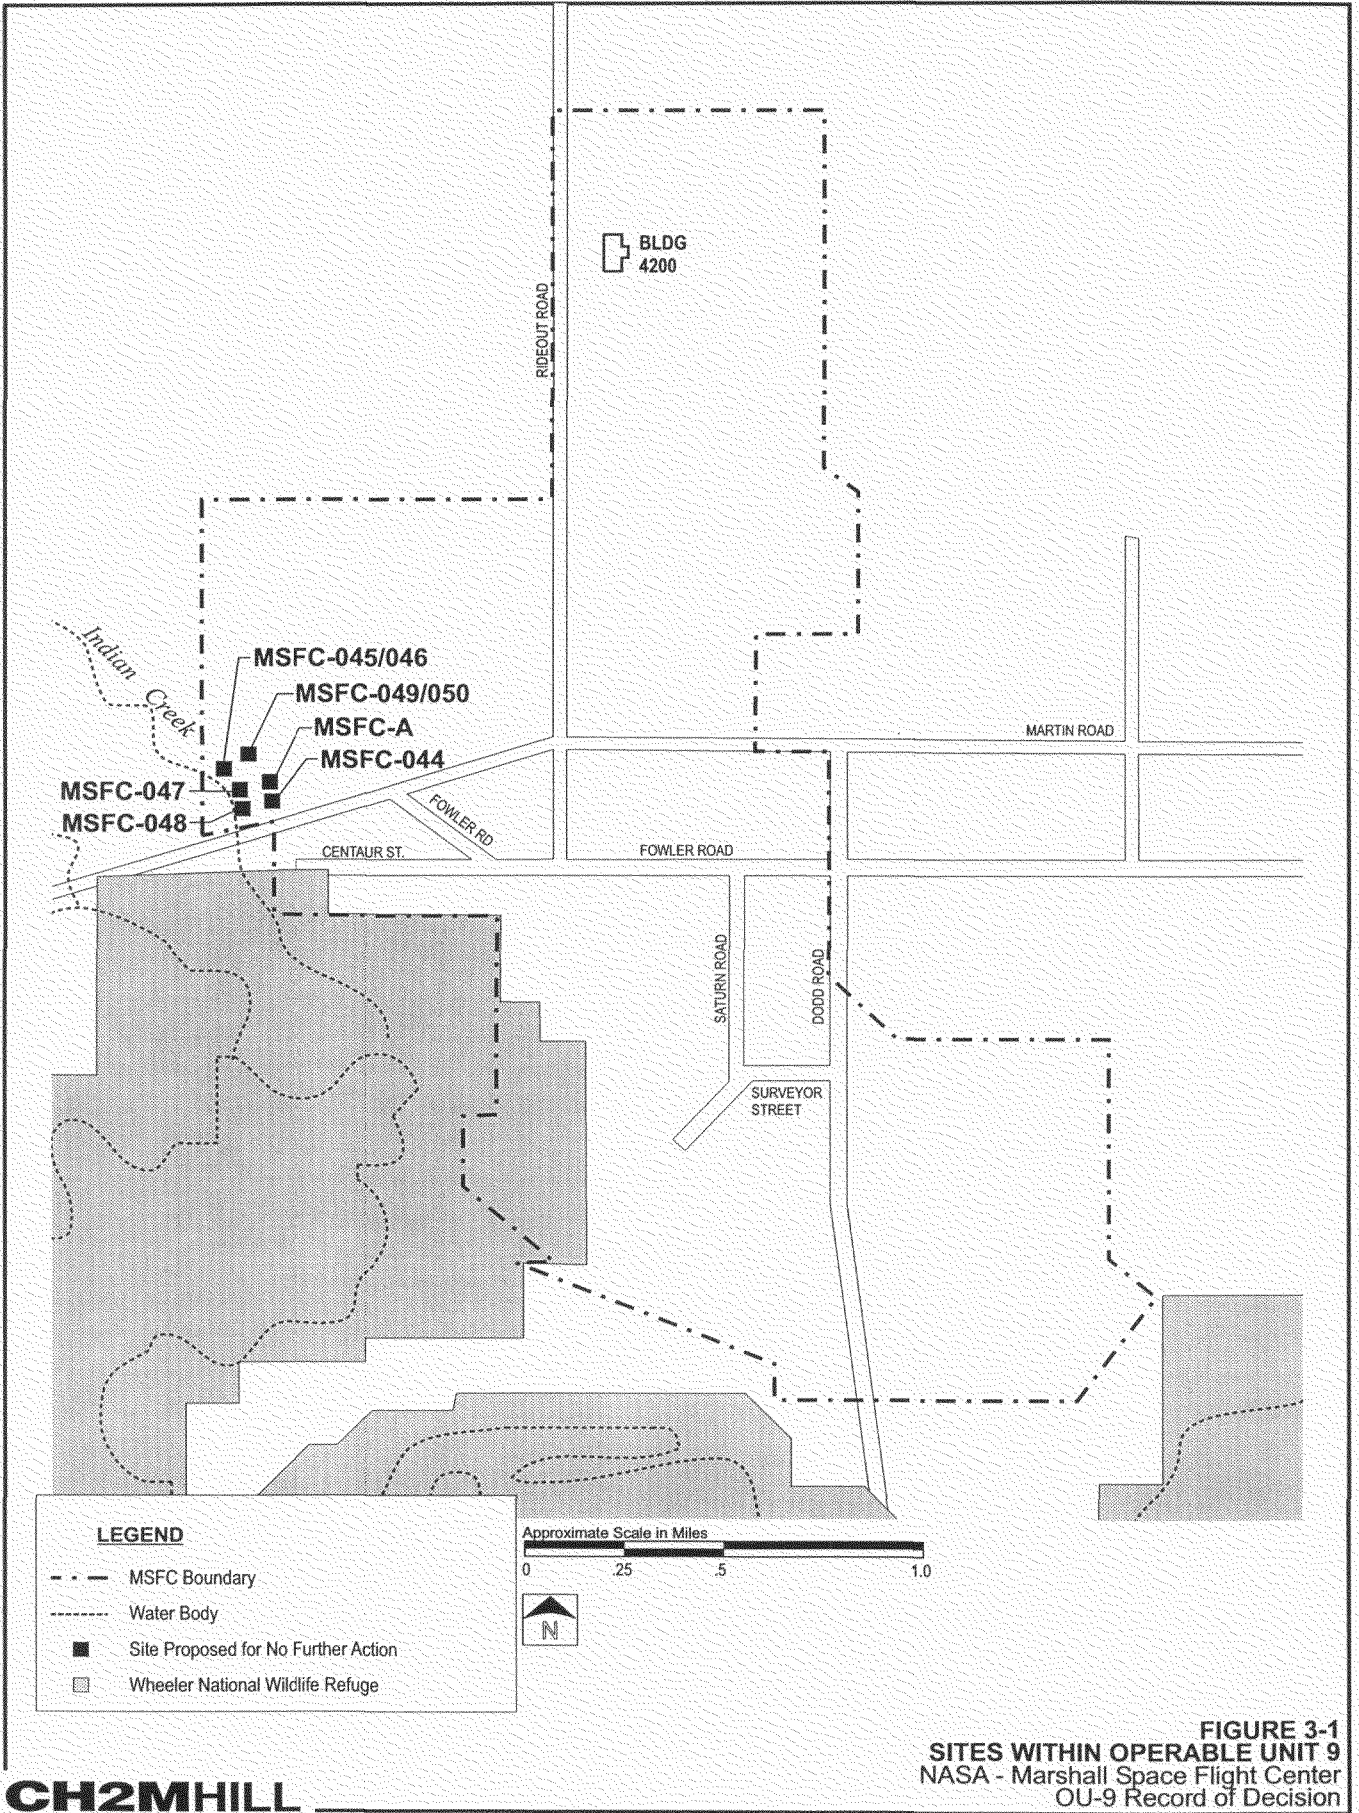 BLDG
4200
RIDEOUT ROAD
Indian Creek
MSFC-045/046
MSFC-049/050
MSFC-A
MSFC-044
MSFC-047
MSFC-048
MARTIN ROAD
FOWLER RD
CENTAUR ST.
FOWLER ROAD
SATURN ROAD
DODD ROAD
SURVEYOR
STREET
LEGEND
MSFC Boundary
Water Body
Site Proposed for No Further Action
Wheeler National Wildlife Refuge
Approximate Scale in Miles
0 .25 .5 1.0
N
FIGURE 3-1
SITES WITHIN OPERABLE UNIT 9
NASA - Marshall Space Flight Center
OU-9 Record of Decision
CH2MHILL